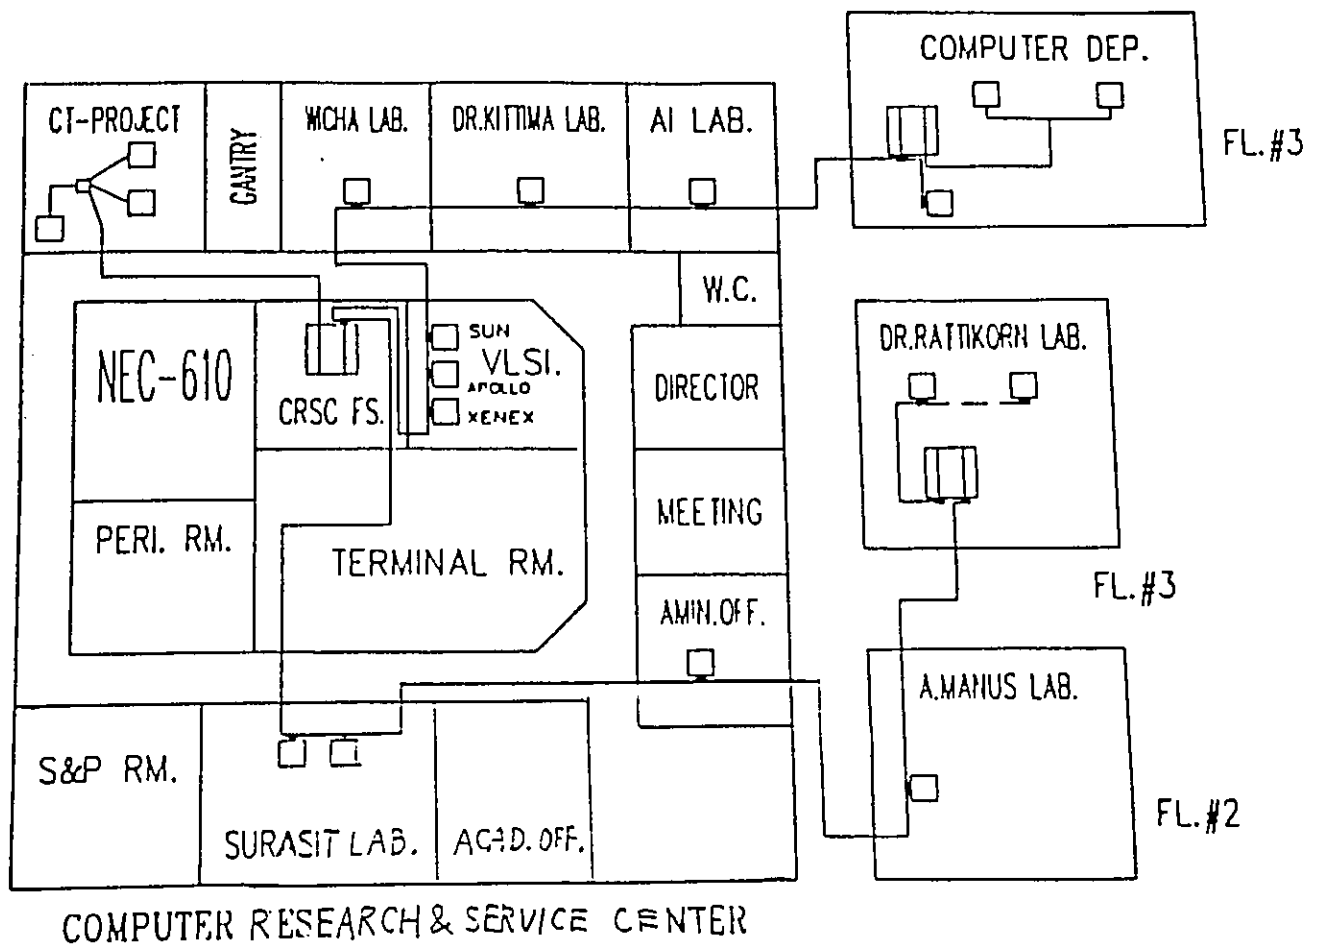 COMPUTER DEP.
FL.#3
CT-PROJECT
GANTRY
WICHA LAB.
DR.KITTIMA LAB.
AI LAB.
W.C.
NEC-610
CRSC FS.
SUN
VLSI.
APOLLO
XENEX
DIRECTOR
DR.RATTIKORN LAB.
FL.#3
PERI. RM.
TERMINAL RM.
MEETING
AMIN.OFF.
A.MANUS LAB.
FL.#2
S&P RM.
SURASIT LAB.
ACAD. OFF.
COMPUTER RESEARCH & SERVICE CENTER